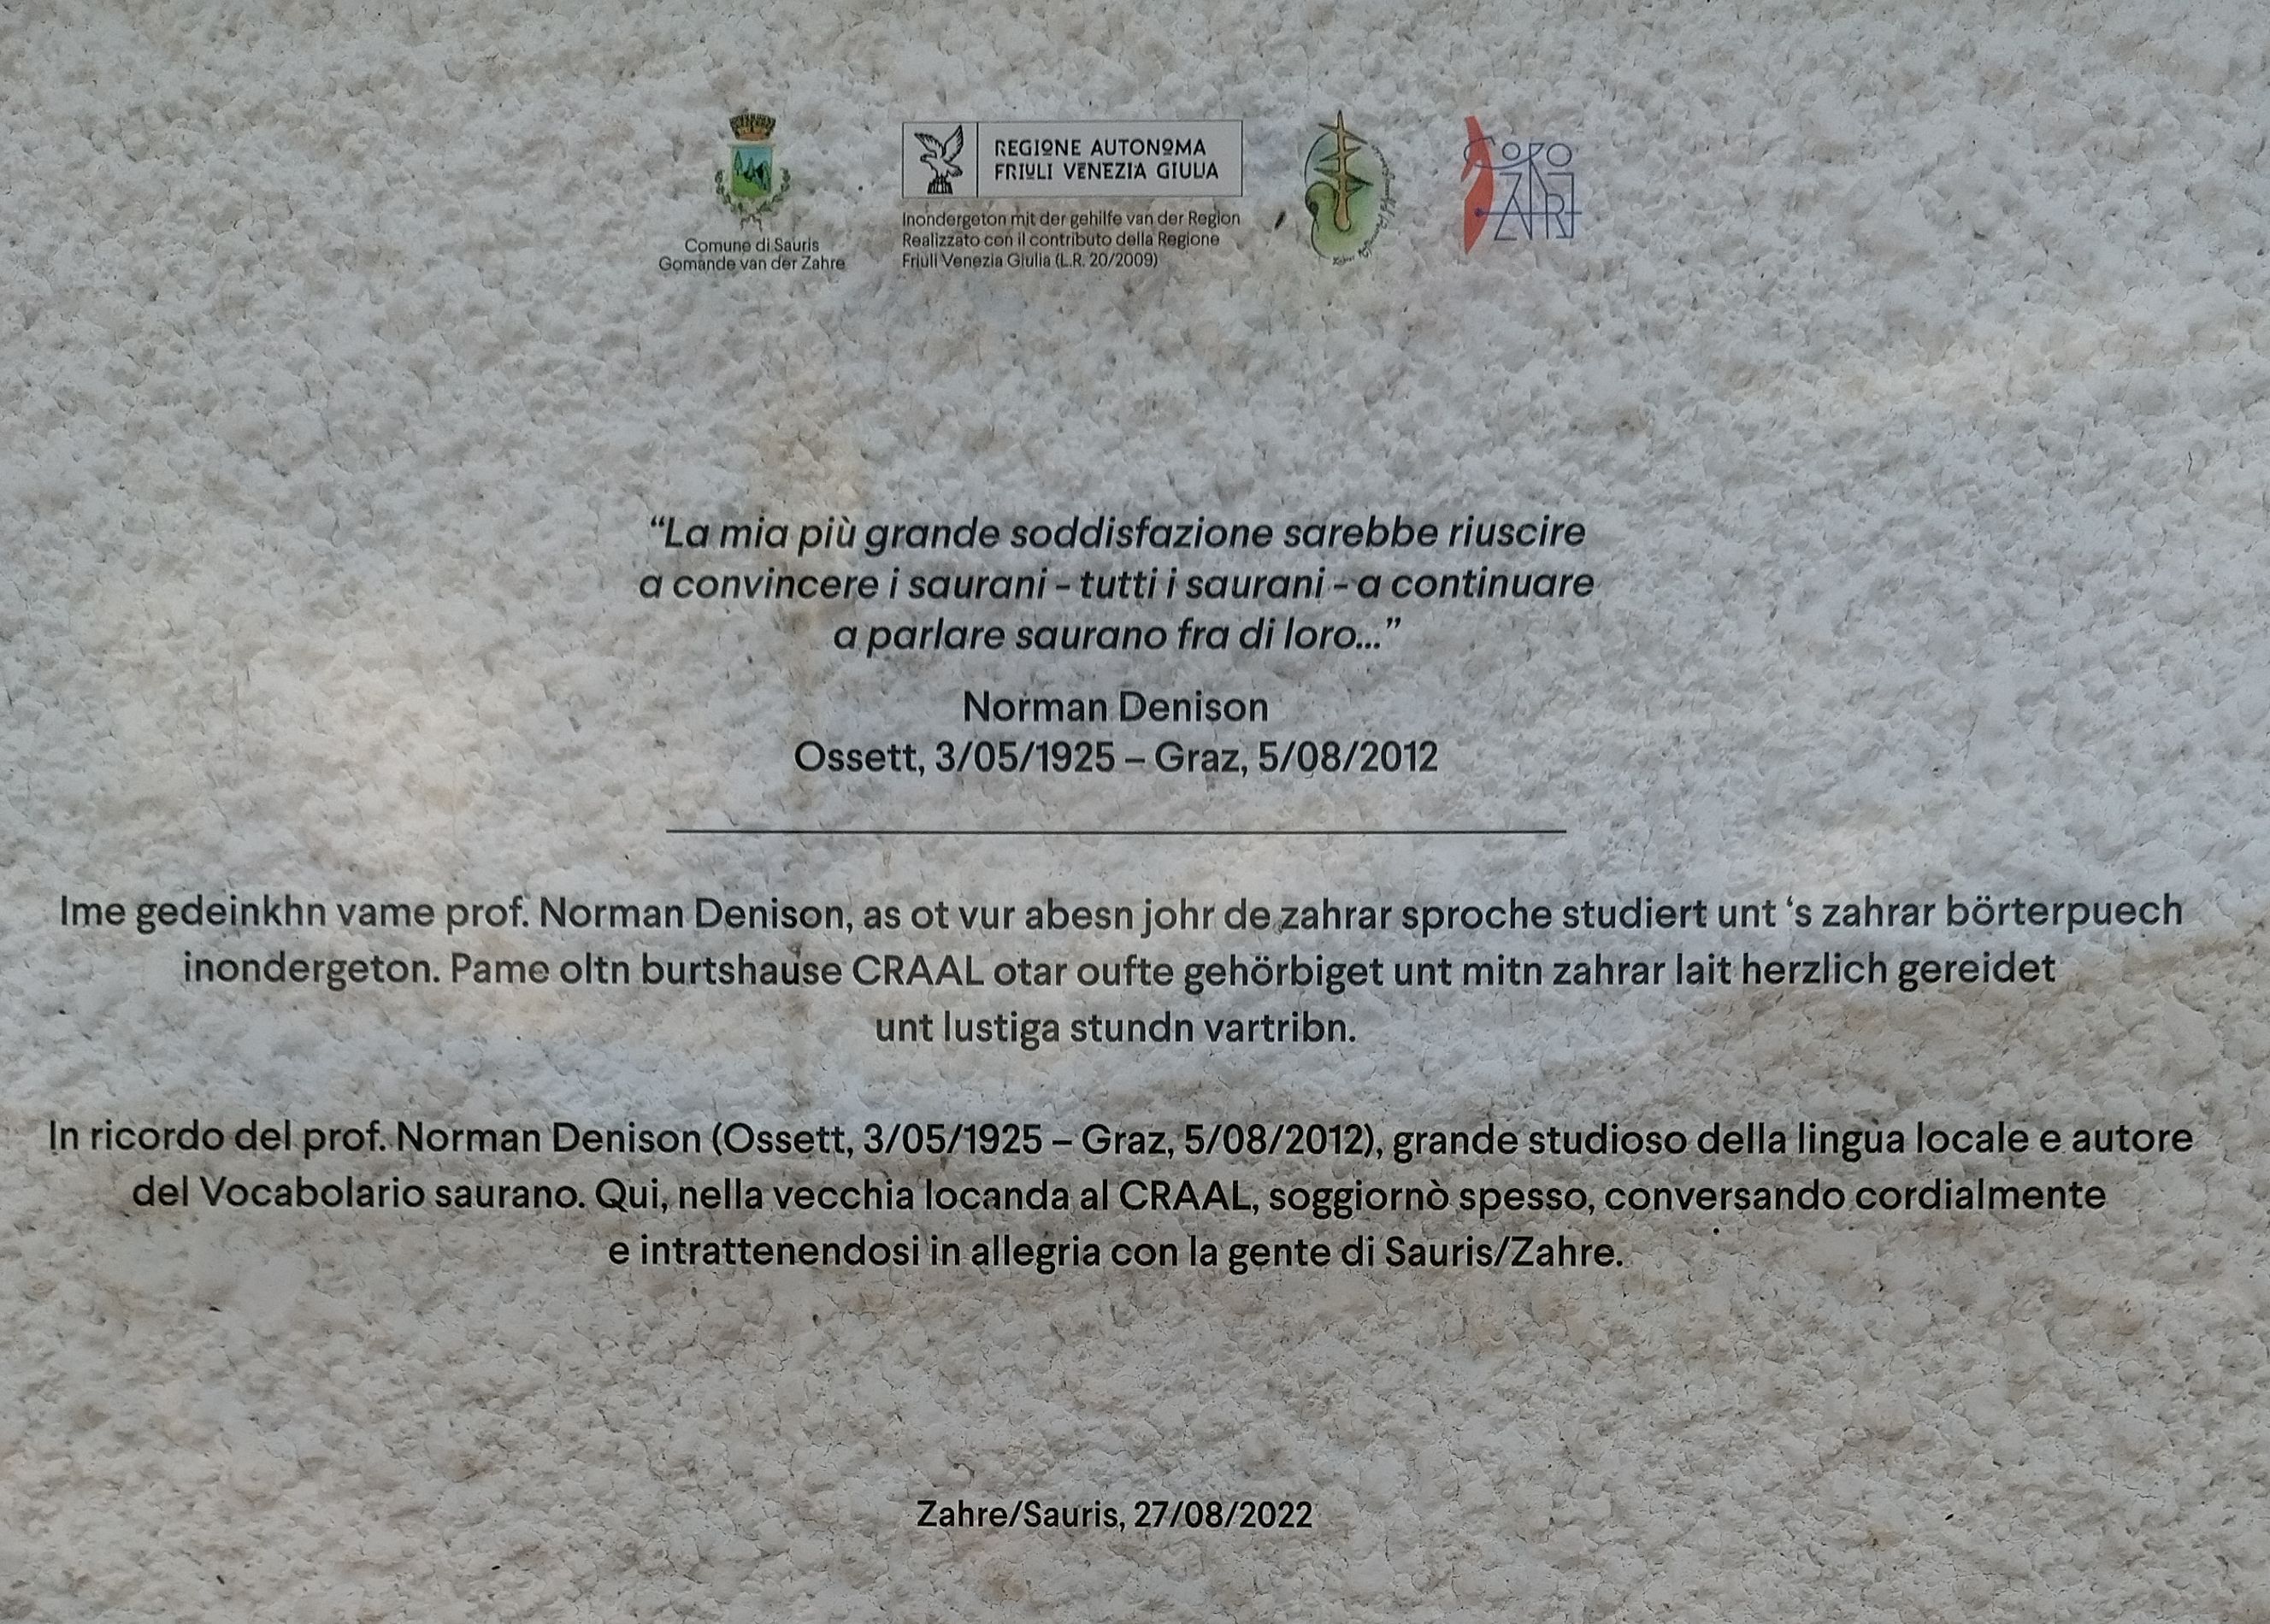 REGIONE AUTONOMA
FRIULI VENEZIA GIULIA
Comune di Sauris
Gomande van der Zahre
Inondergeton mit der gehilfe van der Region
Realizzato con il contributo della Regione
Friuli Venezia Giulia (L.R. 20/2009)
CORO
ZAHRE
“La mia più grande soddisfazione sarebbe riuscire
a convincere i saurani - tutti i saurani - a continuare
a parlare saurano fra di loro...”
Norman Denison
Ossett, 3/05/1925 – Graz, 5/08/2012
Ime gedeinkhn vame prof. Norman Denison, as ot vur abesn johr de zahrar sproche studiert unt ‘s zahrar börterpuech
inondergeton. Pame oltn burtshause CRAAL otar oufte gehörbiget unt mitn zahrar lait herzlich gereidet
unt lustiga stundn vartribn.
In ricordo del prof. Norman Denison (Ossett, 3/05/1925 – Graz, 5/08/2012), grande studioso della lingua locale e autore
del Vocabolario saurano. Qui, nella vecchia locanda al CRAAL, soggiornò spesso, conversando cordialmente
e intrattenendosi in allegria con la gente di Sauris/Zahre.
Zahre/Sauris, 27/08/2022